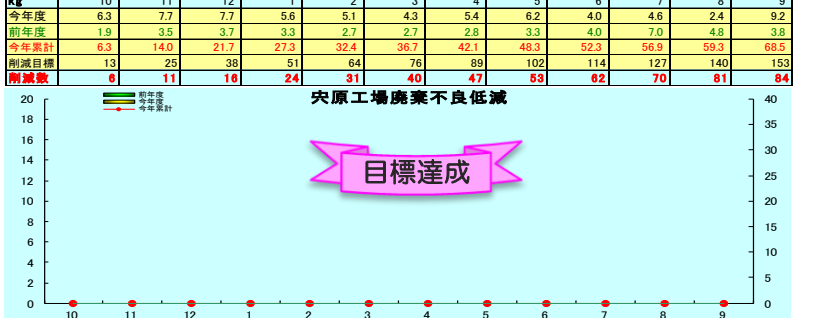 kg 10 11 12 1 2 3 4 5 6 7 8 9
今年度 6.3 7.7 7.7 5.6 5.1 4.3 5.4 6.2 4.0 4.6 2.4 9.2
前年度 1.9 3.5 3.7 3.3 2.7 2.7 2.8 3.3 4.0 7.0 4.8 3.8
今年累計 6.3 14.0 21.7 27.3 32.4 36.7 42.1 48.3 52.3 56.9 59.3 68.5
削減目標 13 25 38 51 64 76 89 102 114 127 140 153
削減数 6 11 16 24 31 40 47 53 62 70 81 84
宍原工場廃棄不良低減
前年度
今年度
今年累計
目標達成
20
18
16
14
12
10
8
6
4
2
0
40
35
30
25
20
15
10
5
0
10 11 12 1 2 3 4 5 6 7 8 9